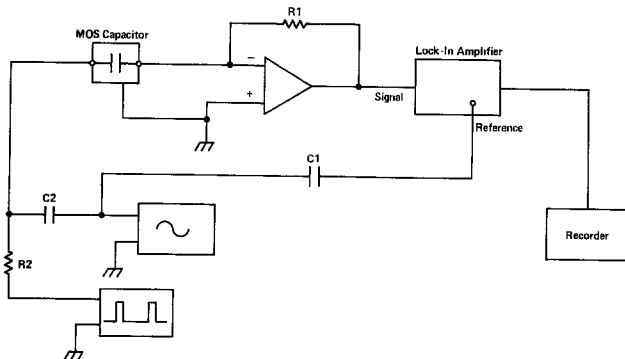 R1
MOS Capacitor
Lock-In Amplifier
−
+
Signal
Reference
C1
C2
R2
Recorder